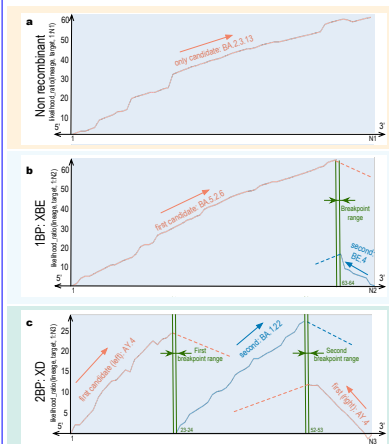 a
Non recombinant
likelihood_ratio(lineage, target, 1:N1)
60
50
40
30
20
10
only candidate: BA.2.3.13
5'
3'
1
N1
b
1BP: XBE
likelihood_ratio(lineage, target, 1:N2)
60
50
40
30
20
10
first candidate: BA.5.2.6
Breakpoint
range
second:
BE.4
5'
3'
1
63-64
N2
c
2BP: XD
likelihood_ratio(lineage, target, 1:N3)
25
20
15
10
5
first candidate (left): AY.4
First
breakpoint range
second: BA.1.22
Second
breakpoint range
first (right): AY.4
5'
3'
1
23-24
52-53
N3